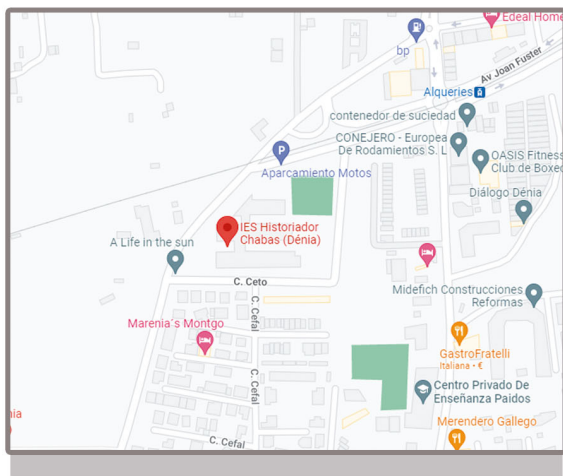 Edeal Home
bp
Av Joan Fuster
Alqueries
contenedor de suciedad
CONEJERO - Europea
De Rodamientos S. L
OASIS Fitness
Club de Boxeo
P
Aparcamiento Motos
Diálogo Dénia
IES Historiador
Chabas (Dénia)
A Life in the sun
C. Ceto
C. Cefal
Midefich Construcciones
Reformas
Marenia´s Montgo
GastroFratelli
Italiana • €
C. Cefal
Centro Privado De
Enseñanza Paidos
nia
Merendero Gallego
C. Cefal